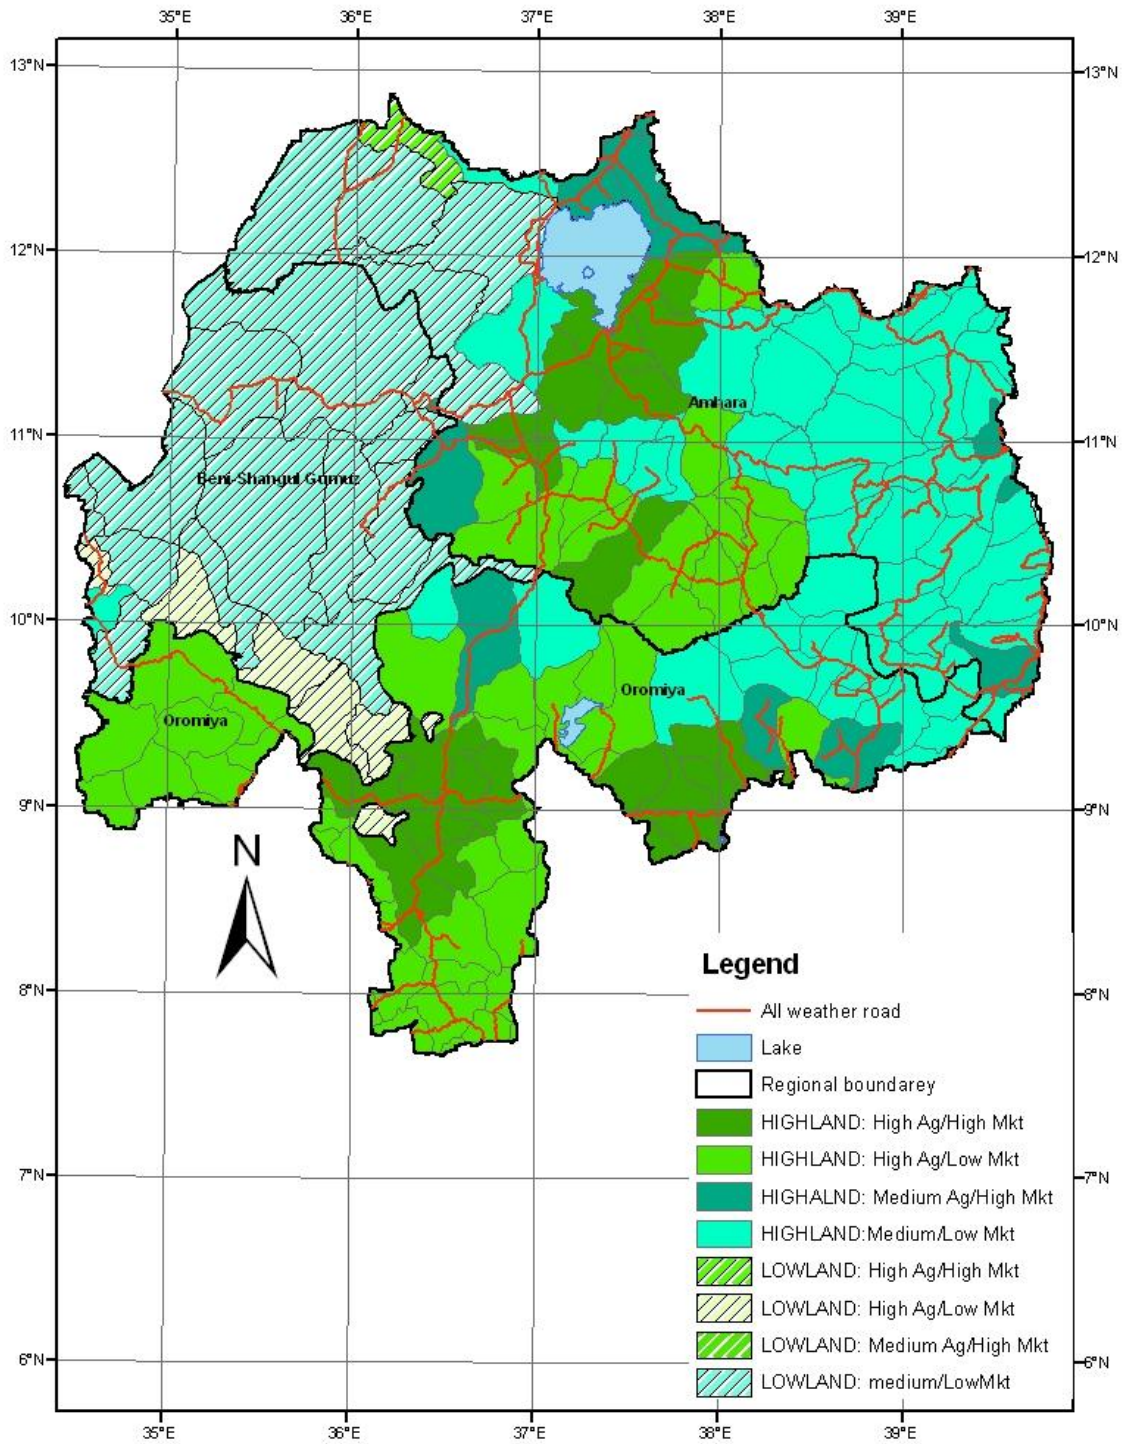 35°E 36°E 37°E 38°E 39°E
13°N 13°N
12°N 12°N
Amhara
11°N 11°N
Beni-Shangul Gumuz
10°N 10°N
Oromiya
Oromiya
9°N 9°N
N
Legend
All weather road
8°N 8°N
Lake
Regional boundarey
HIGHLAND: High Ag/High Mkt
HIGHLAND: High Ag/Low Mkt
7°N 7°N
HIGHALND: Medium Ag/High Mkt
HIGHLAND:Medium/Low Mkt
LOWLAND: High Ag/High Mkt
LOWLAND: High Ag/Low Mkt
LOWLAND: Medium Ag/High Mkt
6°N 6°N
LOWLAND: medium/LowMkt
35°E 36°E 37°E 38°E 39°E